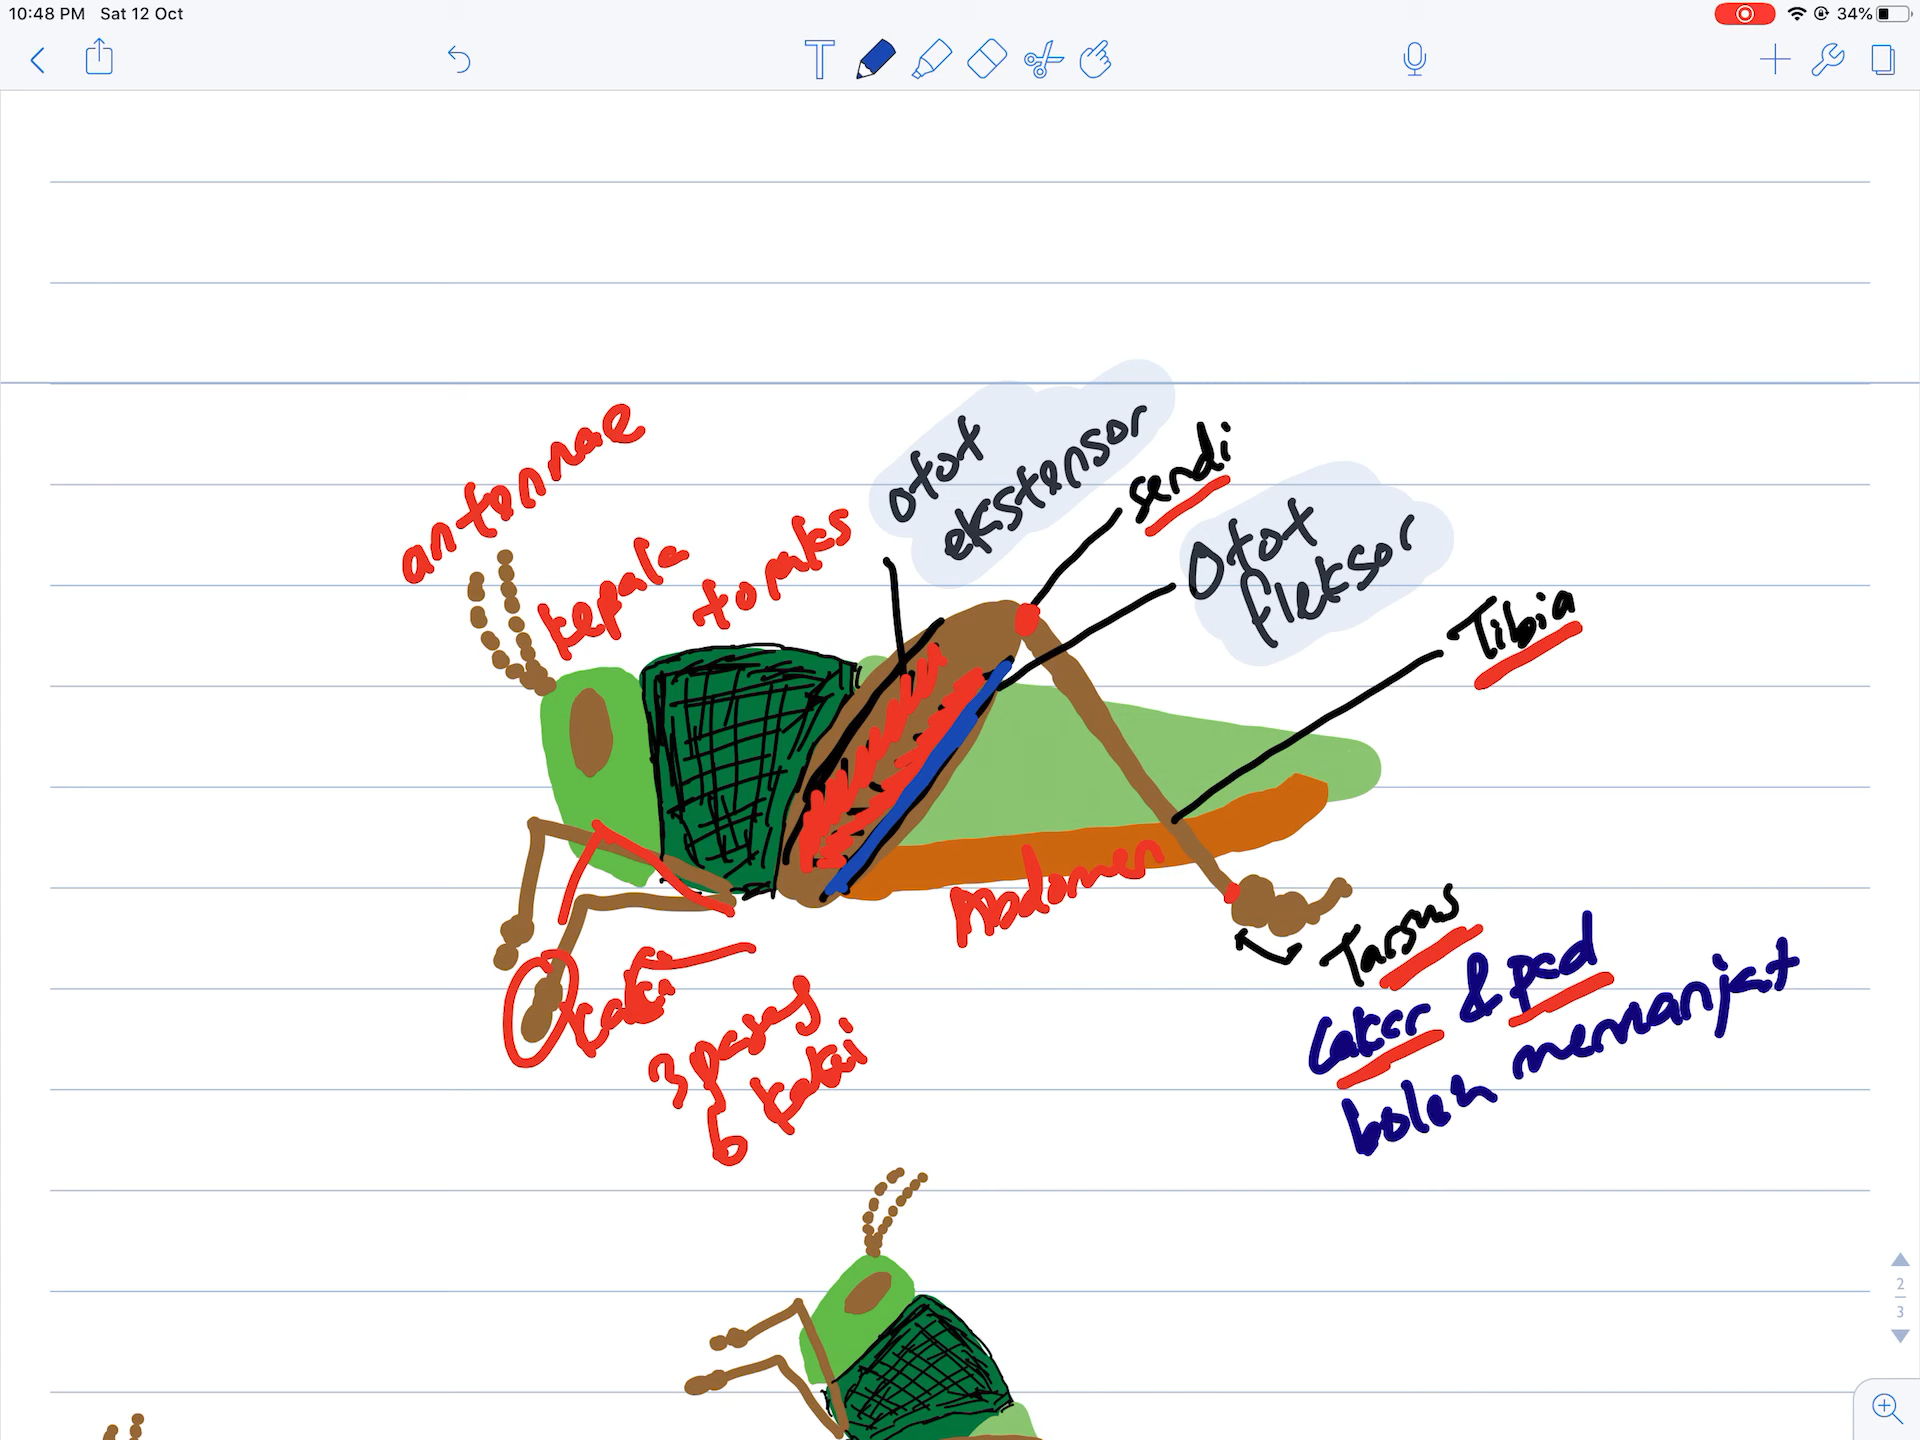 10:48 PM Sat 12 Oct
34%
T
antennae
kepala
toraks
otot
ekstensor
sendi
Otot
fleksor
Tibia
Abdomen
Tarsus
Cakar & pad
boleh memanjat
kaki
3 pasang
6 kaki
2
3